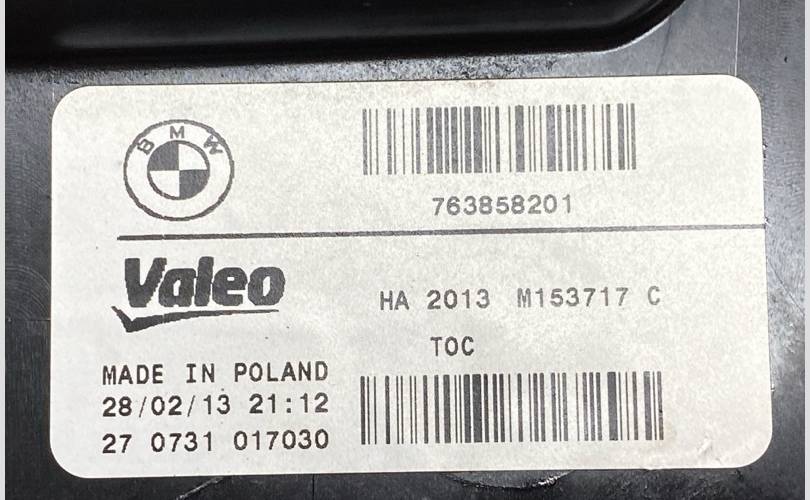 BMW
763858201
Valeo
HA 2013 M153717 C
TOC
MADE IN POLAND
28/02/13 21:12
27 0731 017030